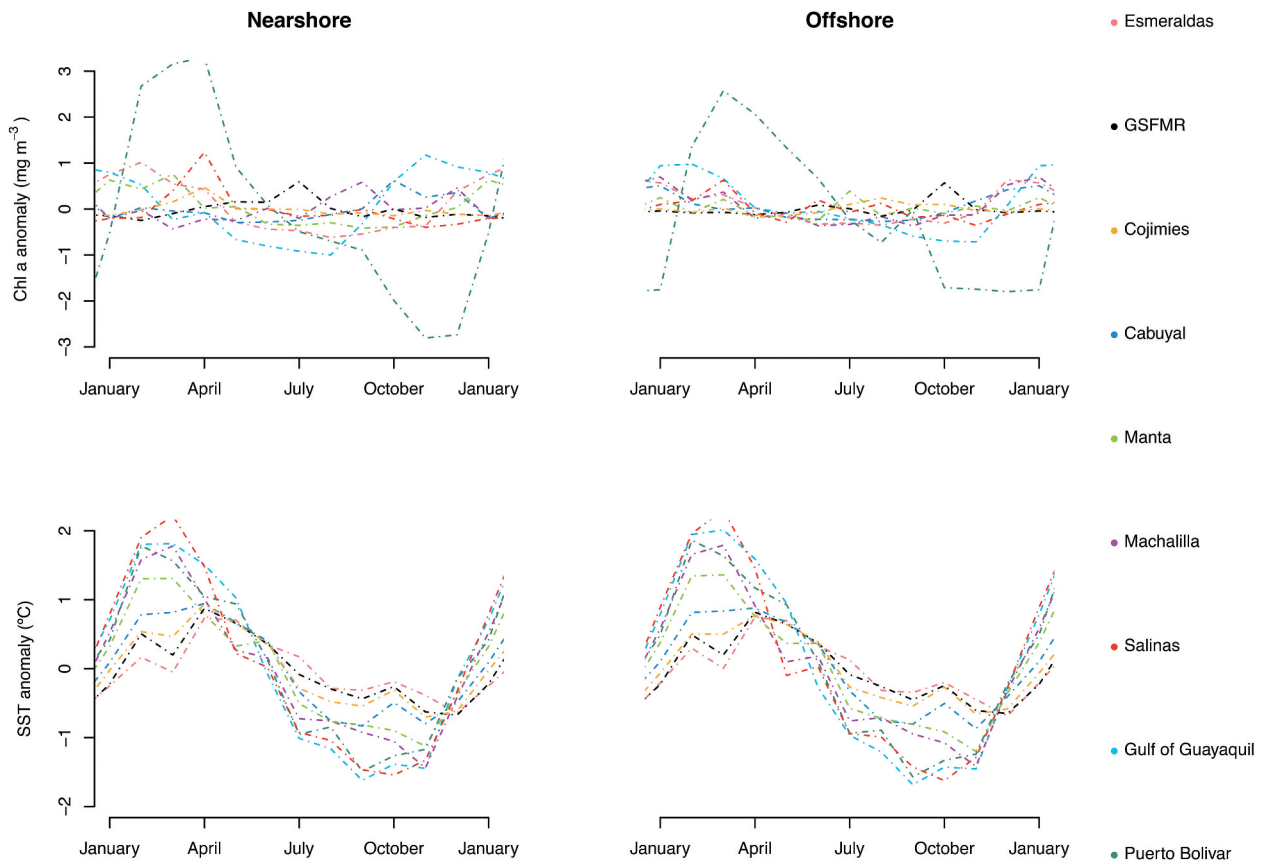 Nearshore
Offshore
Chl a anomaly (mg m⁻³ )
3
2
1
0
−1
−2
−3
January April July October January
January April July October January
SST anomaly (ºC)
2
1
0
−1
−2
January April July October January
January April July October January
Esmeraldas
GSFMR
Cojimies
Cabuyal
Manta
Machalilla
Salinas
Gulf of Guayaquil
Puerto Bolivar